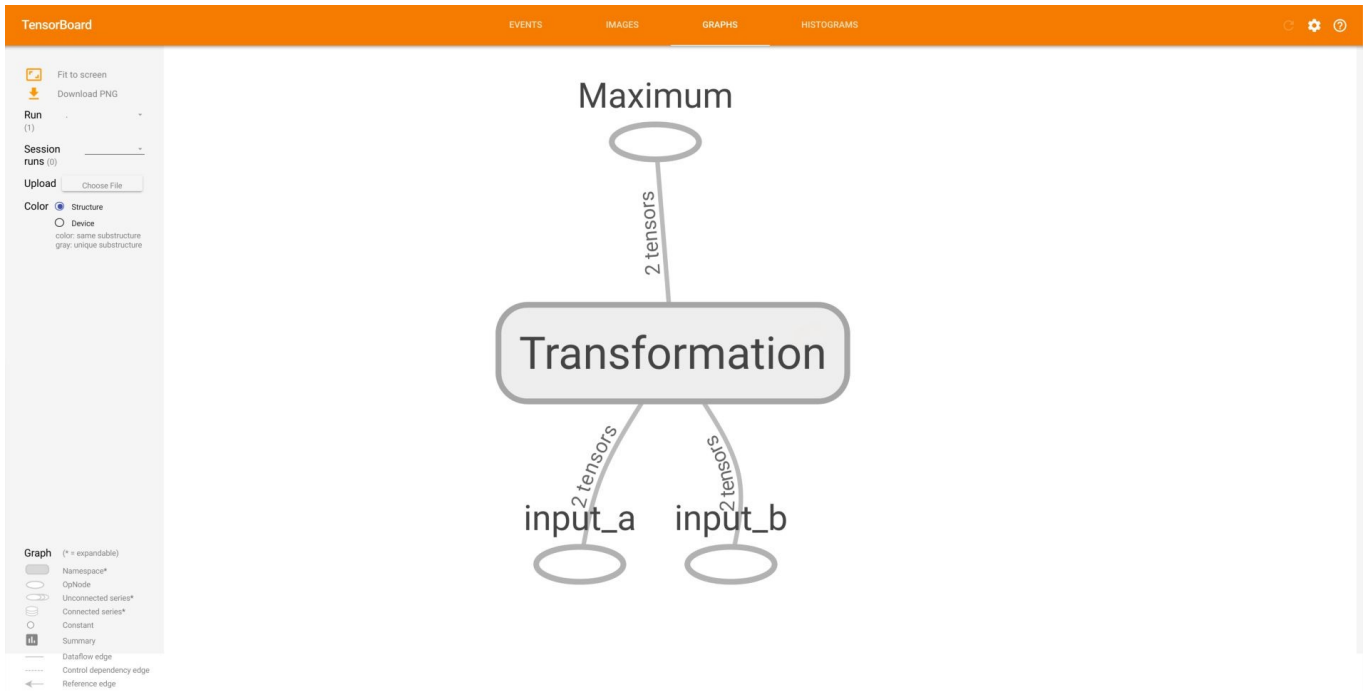 TensorBoard
EVENTS
IMAGES
GRAPHS
HISTOGRAMS
Fit to screen
Download PNG
Run .
(1)
Session
runs (0)
Upload Choose File
Color Structure
Device
color: same substructure
gray: unique substructure
Graph (* = expandable)
Namespace*
OpNode
Unconnected series*
Connected series*
Constant
Summary
Dataflow edge
Control dependency edge
Reference edge
Maximum
2 tensors
Transformation
2 tensors
2 tensors
input_a
input_b